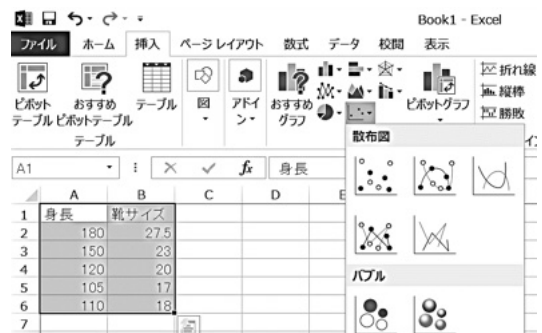 Book1 - Excel
ファイル ホーム 挿入 ページ レイアウト 数式 データ 校閲 表示
ピボット
テーブル
おすすめ
ピボットテーブル
テーブル
図
アドイ
ン
おすすめ
グラフ
ピボットグラフ
折れ線
縦棒
勝敗
テーブル
A1 fx 身長
散布図
A B C D E
1 身長 靴サイズ
2 180 27.5
3 150 23
4 120 20
5 105 17
6 110 18
7
バブル